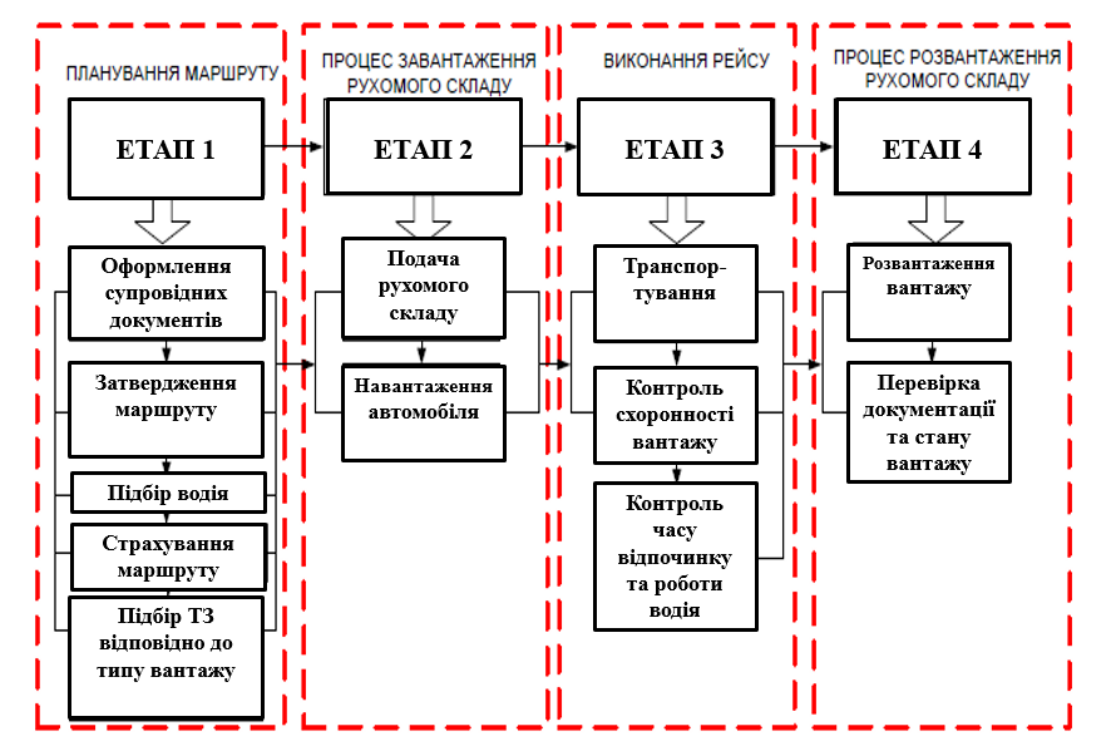 ПЛАНУВАННЯ МАРШРУТУ
ЕТАП 1
Оформлення
супровідних
документів
Затвердження
маршруту
Підбір водія
Страхування
маршруту
Підбір ТЗ
відповідно до
типу вантажу
ПРОЦЕС ЗАВАНТАЖЕННЯ
РУХОМОГО СКЛАДУ
ЕТАП 2
Подача
рухомого
складу
Навантаження
автомобіля
ВИКОНАННЯ РЕЙСУ
ЕТАП 3
Транспор-
тування
Контроль
схоронності
вантажу
Контроль
часу
відпочинку
та роботи
водія
ПРОЦЕС РОЗВАНТАЖЕННЯ
РУХОМОГО СКЛАДУ
ЕТАП 4
Розвантаження
вантажу
Перевірка
документації
та стану
вантажу